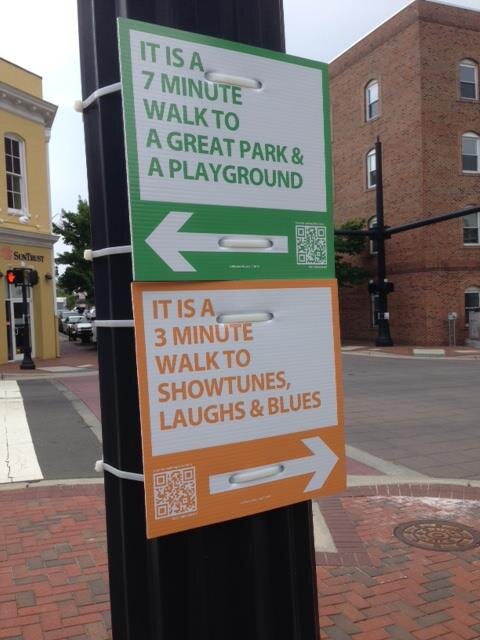 IT IS A
7 MINUTE
WALK TO
A GREAT PARK &
A PLAYGROUND
IT IS A
3 MINUTE
WALK TO
SHOWTUNES,
LAUGHS & BLUES
SUNTRUST